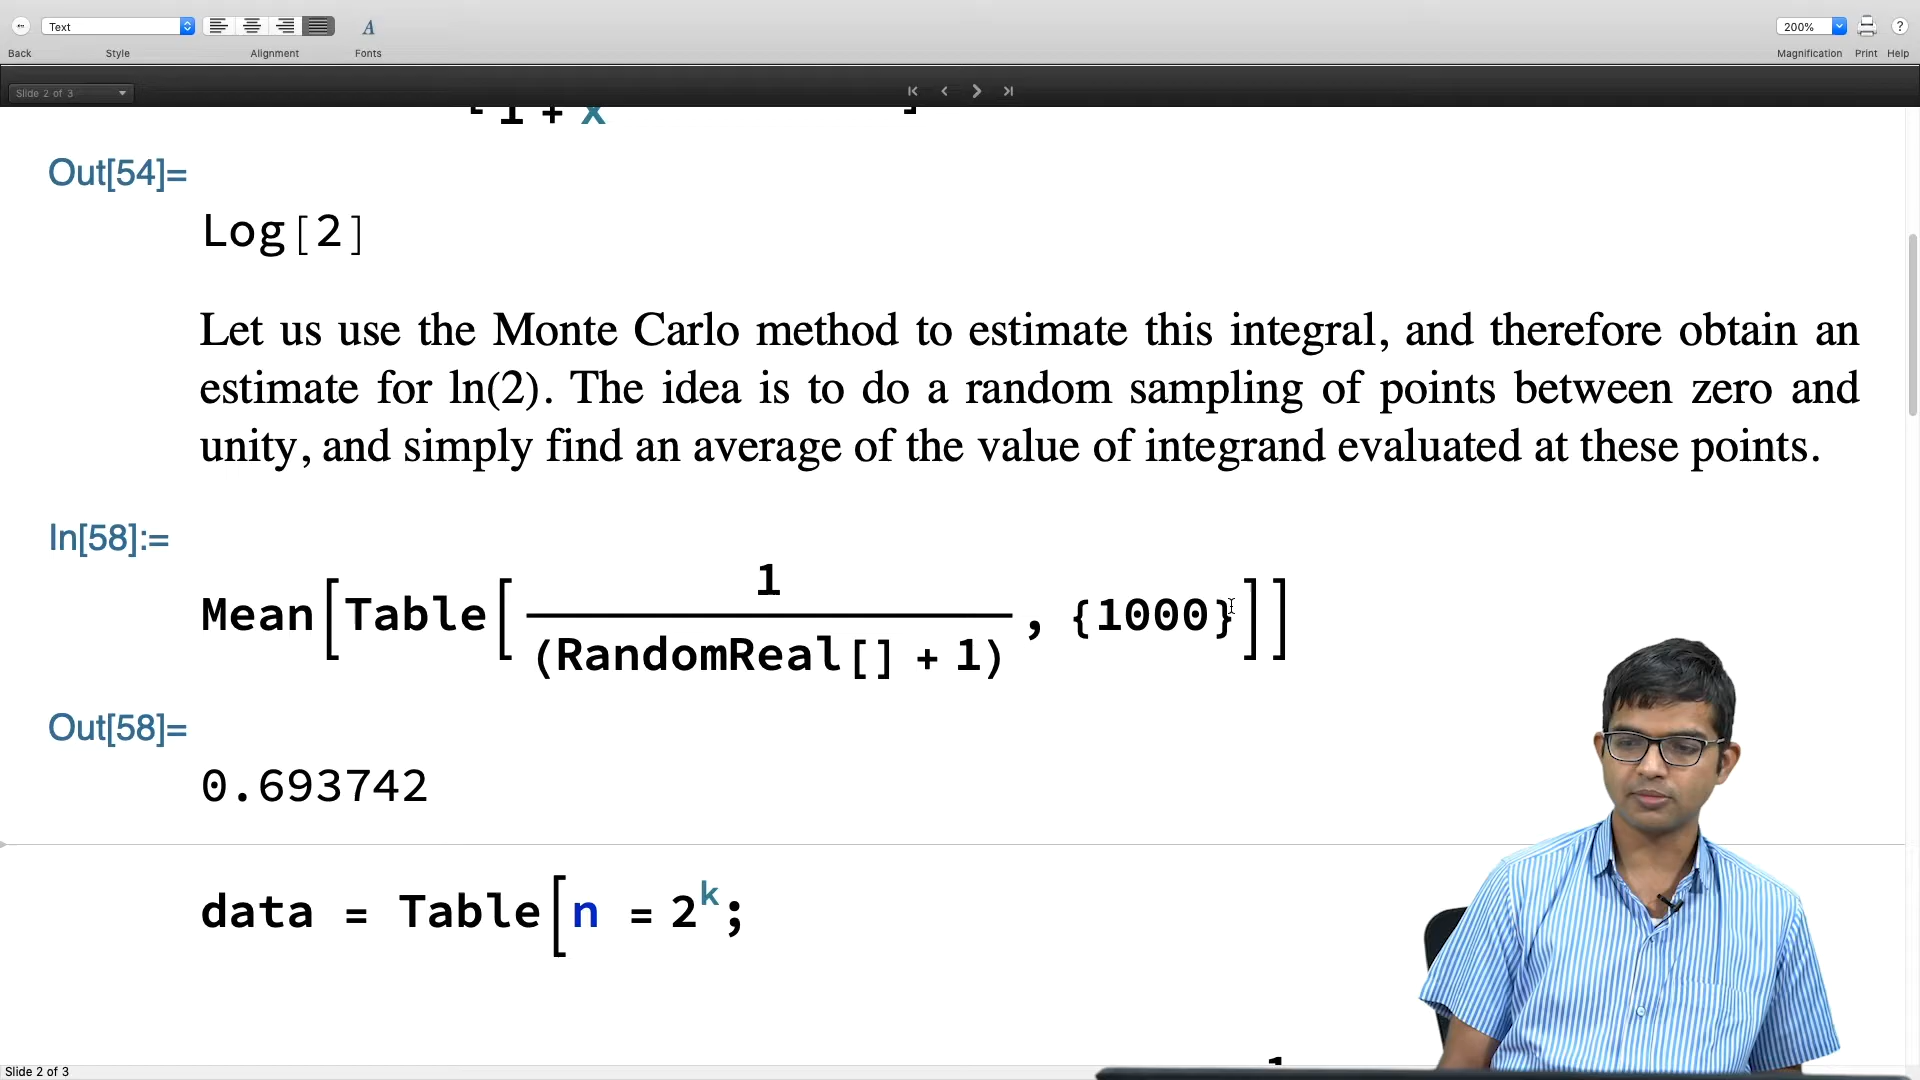 Text
200%
Back
Style
Alignment
Fonts
Magnification
Print
Help
Slide 2 of 3
1 + x
Out[54]=
Log[2]
Let us use the Monte Carlo method to estimate this integral, and therefore obtain an
estimate for ln(2). The idea is to do a random sampling of points between zero and
unity, and simply find an average of the value of integrand evaluated at these points.
In[58]:=
Mean[Table[1/(RandomReal[] + 1), {1000}]]
Out[58]=
0.693742
data = Table[n = 2^k;
1
Slide 2 of 3